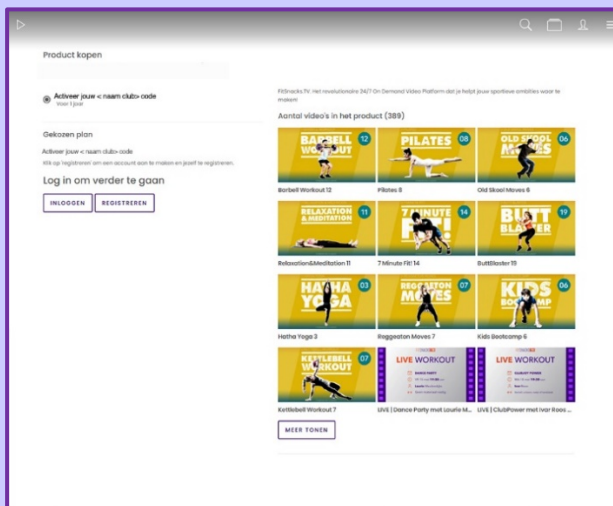 Product kopen
Activeer jouw < naam club> code
Voor 1 jaar
Gekozen plan
Activeer jouw < naam club> code
Klik op 'registreren' om een account aan te maken en jezelf te registreren.
Log in om verder te gaan
INLOGGEN
REGISTREREN
FitSnacks.TV: Het revolutionaire 24/7 On Demand Video Platform dat je helpt jouw sportieve ambities waar te
maken!
Aantal video's in het product (389)
BARBELL WORKOUT 12
PILATES 08
OLD SKOOL MOVES 06
Barbell Workout 12
Pilates 8
Old Skool Moves 6
RELAXATION & MEDITATION 11
7 MINUTE FIT! 14
BUTT BLASTER 19
Relaxation&Meditation 11
7 Minute Fit! 14
ButtBlaster 19
HATHA YOGA 03
REGGEATON MOVES 07
KIDS BOOTCAMP 06
Hatha Yoga 3
Reggeaton Moves 7
Kids Bootcamp 6
KETTLEBELL WORKOUT 07
LIVE WORKOUT
DANCE PARTY
LIVE WORKOUT
Kettlebell Workout 7
LIVE | Dance Party met Laurie M...
LIVE | ClubPower met Ivar Roos ...
MEER TONEN